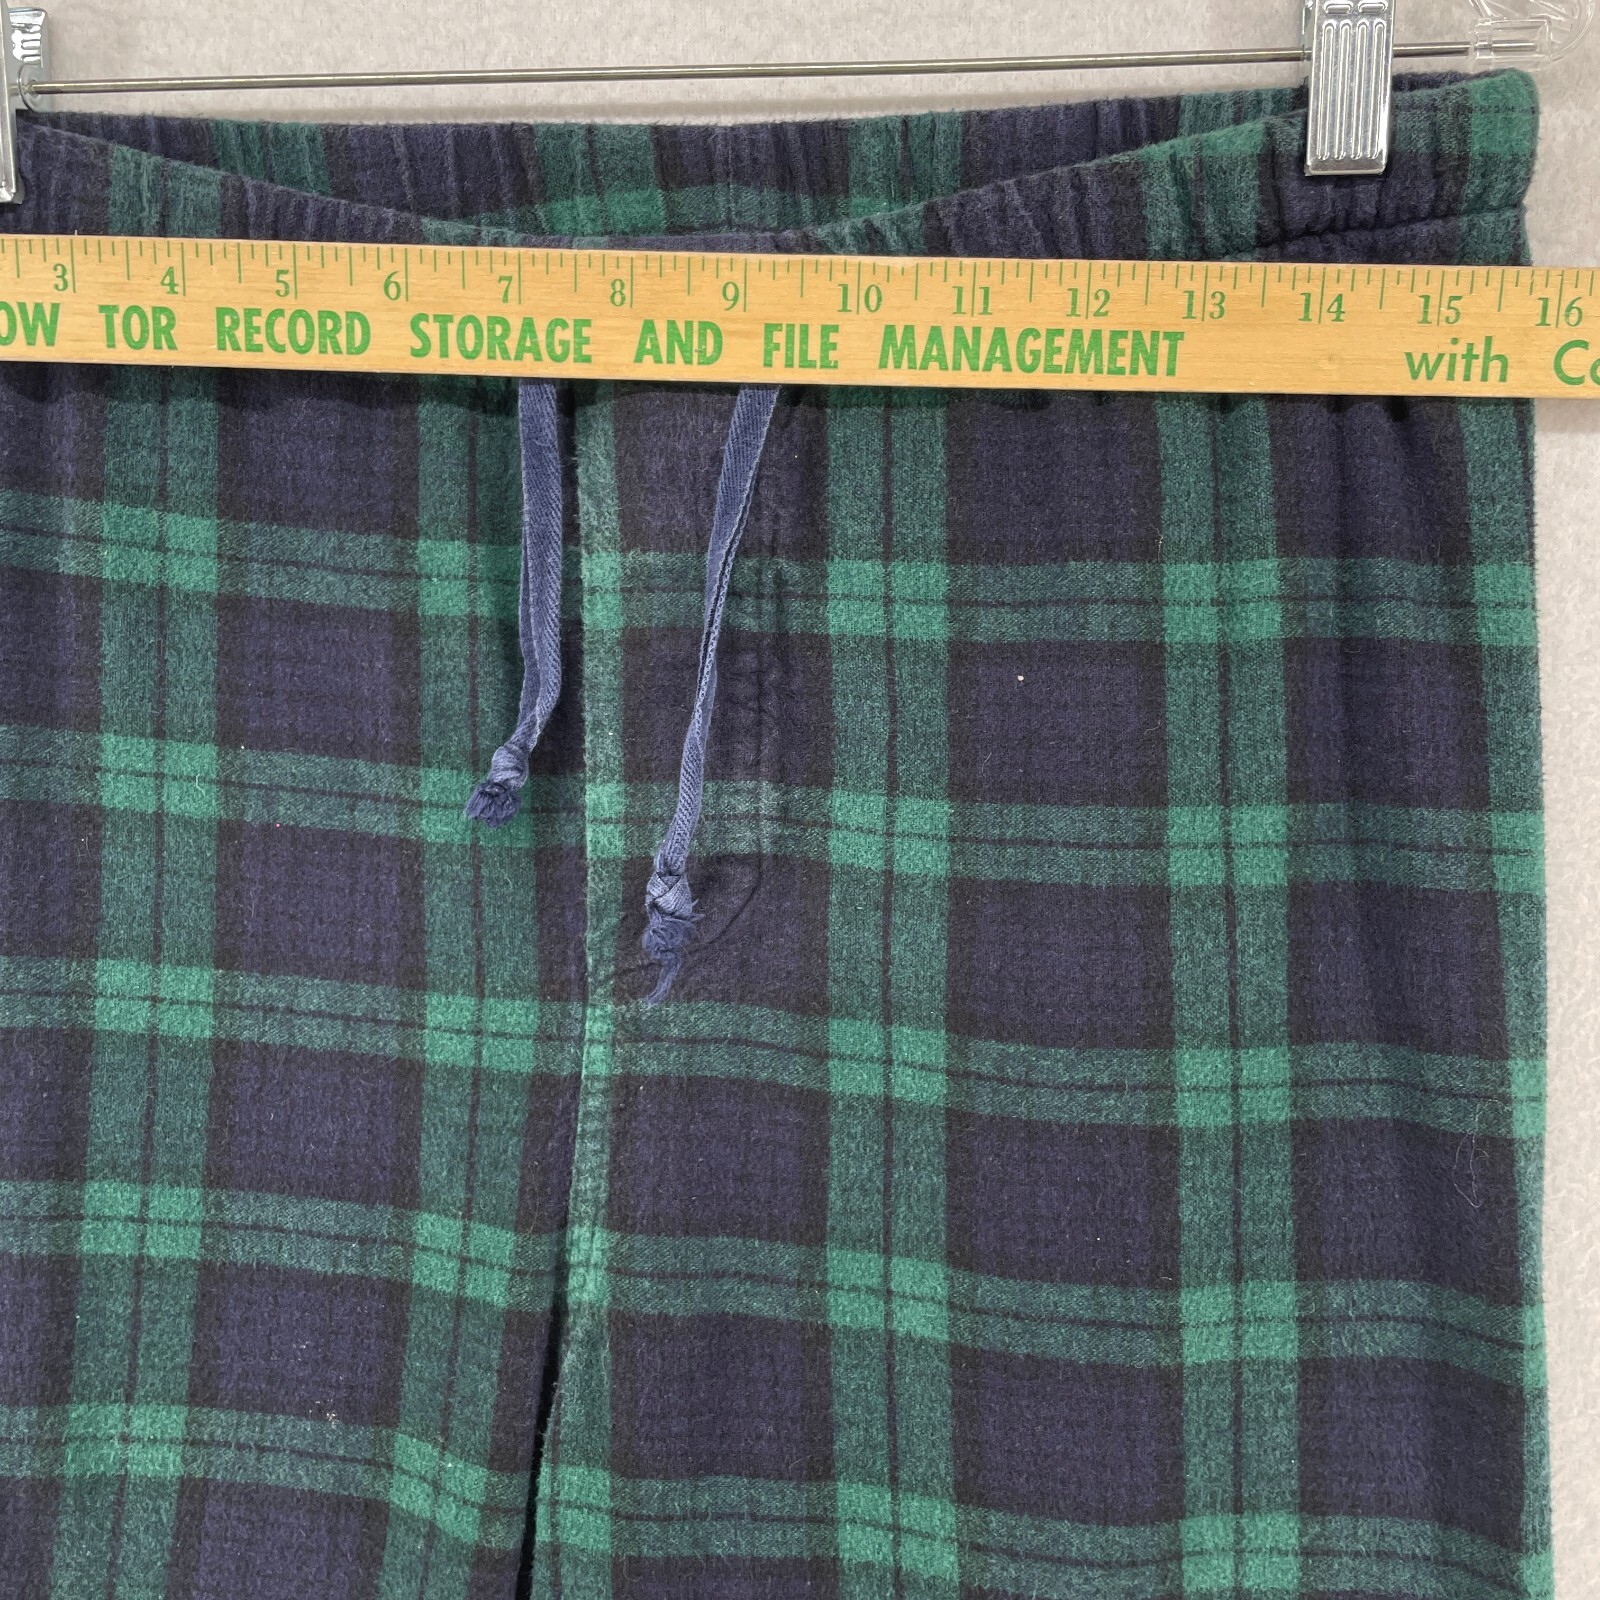 3 4 5 6 7 8 9 10 11 12 13 14 15 16
OW TOR RECORD STORAGE AND FILE MANAGEMENT with Co